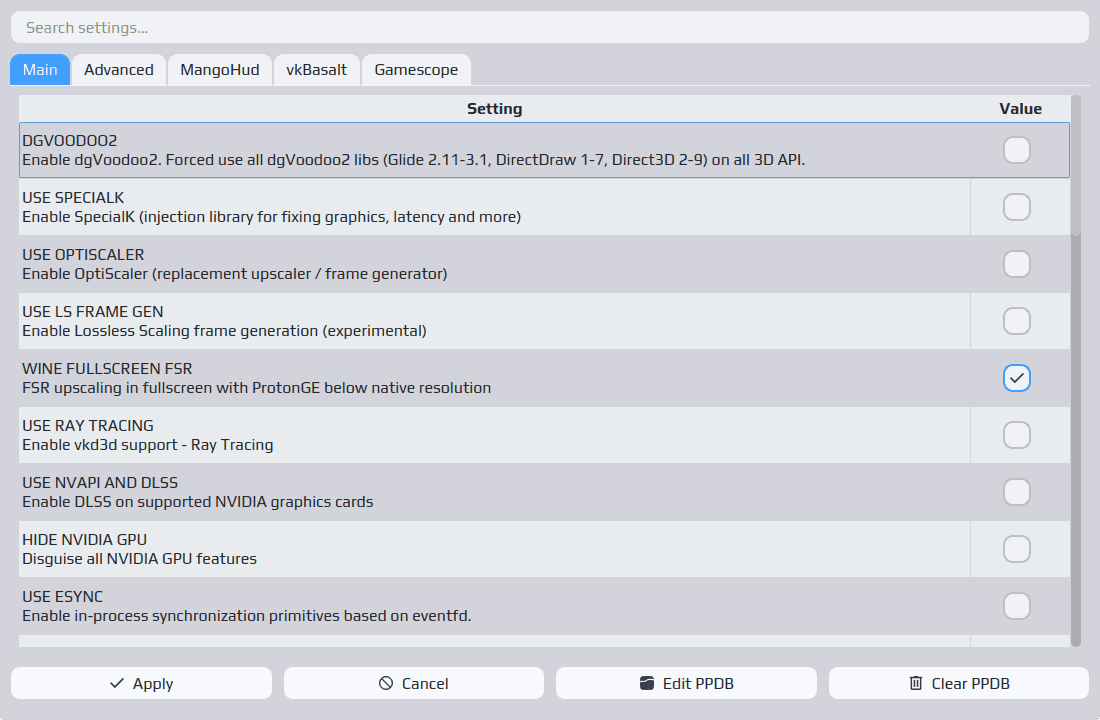 Search settings...
Main
Advanced
MangoHud
vkBasalt
Gamescope
Setting
Value
DGVOODOO2
Enable dgVoodoo2. Forced use all dgVoodoo2 libs (Glide 2.11-3.1, DirectDraw 1-7, Direct3D 2-9) on all 3D API.
USE SPECIALK
Enable SpecialK (injection library for fixing graphics, latency and more)
USE OPTISCALER
Enable OptiScaler (replacement upscaler / frame generator)
USE LS FRAME GEN
Enable Lossless Scaling frame generation (experimental)
WINE FULLSCREEN FSR
FSR upscaling in fullscreen with ProtonGE below native resolution
USE RAY TRACING
Enable vkd3d support - Ray Tracing
USE NVAPI AND DLSS
Enable DLSS on supported NVIDIA graphics cards
HIDE NVIDIA GPU
Disguise all NVIDIA GPU features
USE ESYNC
Enable in-process synchronization primitives based on eventfd.
Apply
Cancel
Edit PPDB
Clear PPDB